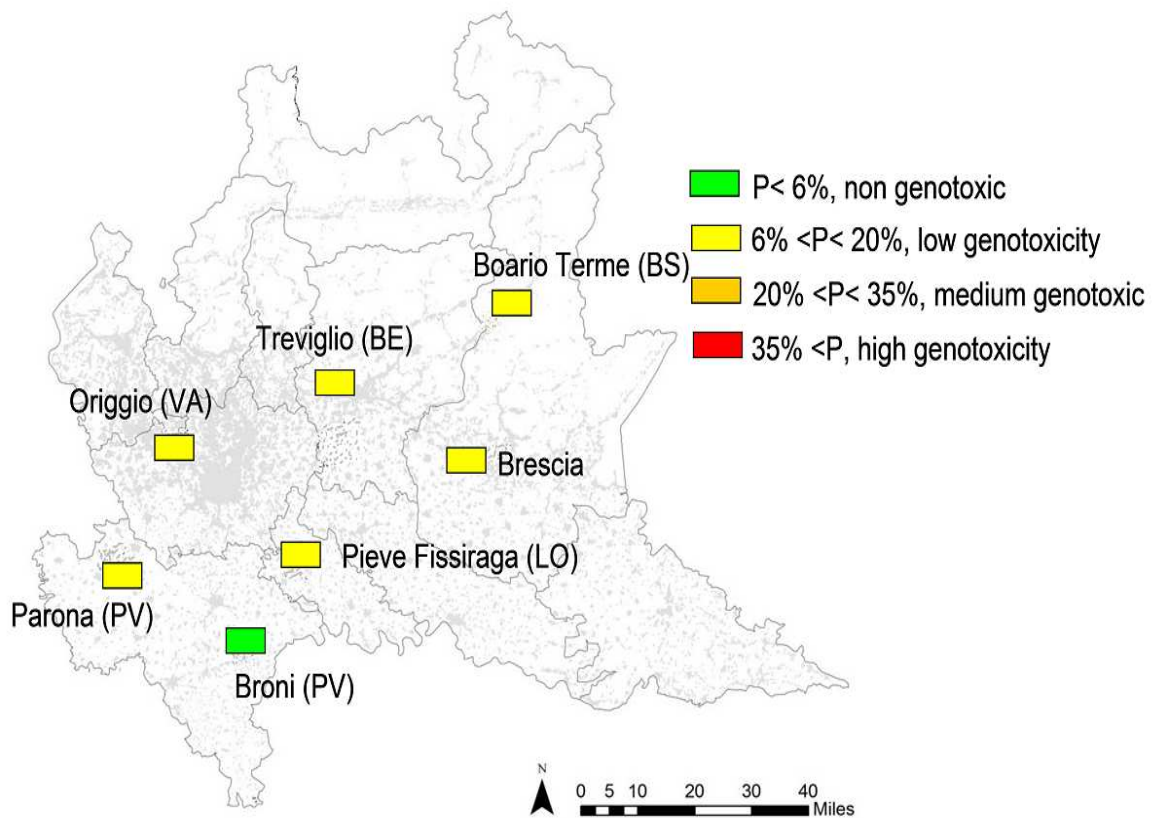 P< 6%, non genotoxic
6% <P< 20%, low genotoxicity
20% <P< 35%, medium genotoxic
35% <P, high genotoxicity
Boario Terme (BS)
Treviglio (BE)
Origgio (VA)
Brescia
Pieve Fissiraga (LO)
Parona (PV)
Broni (PV)
N
0 5 10 20 30 40
Miles